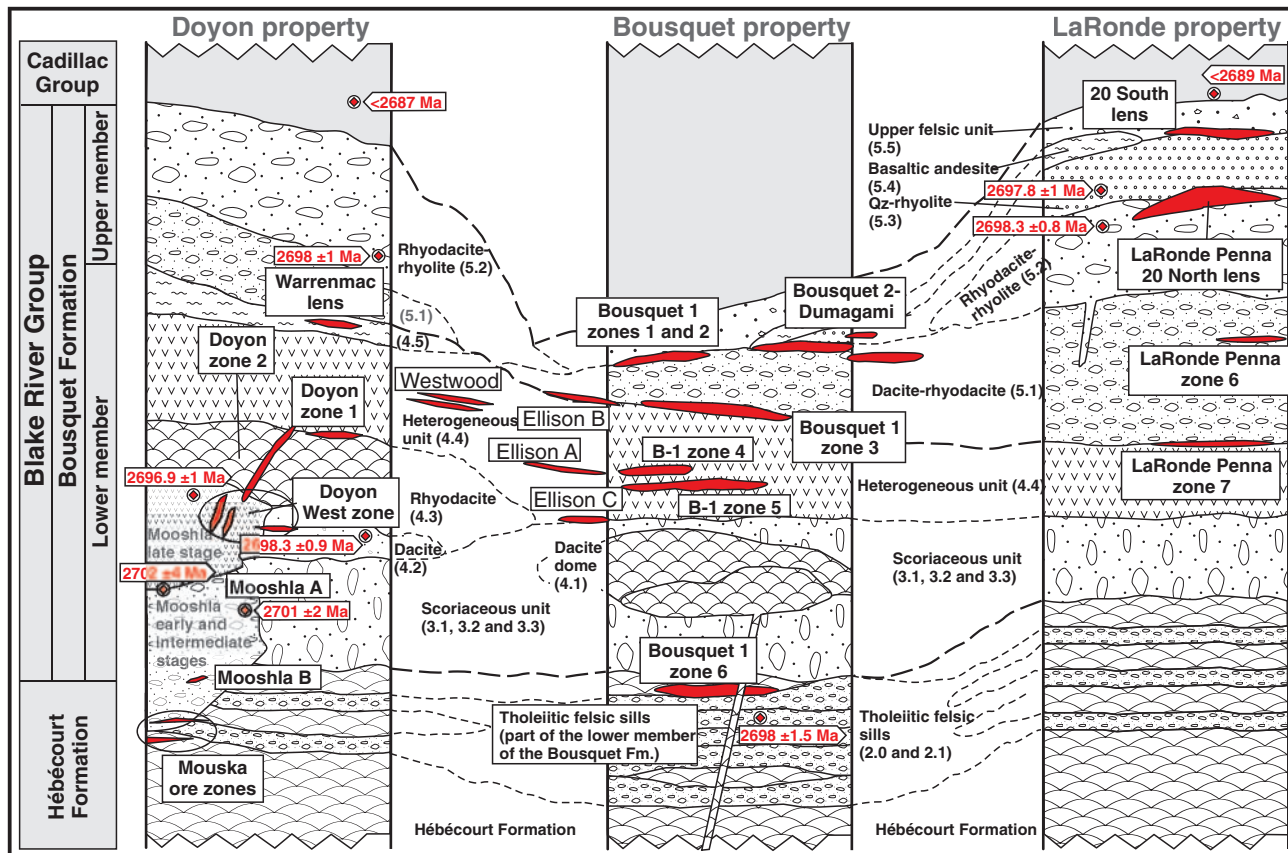 Doyon property
Bousquet property
LaRonde property
Cadillac
Group
Blake River Group
Bousquet Formation
Upper member
Lower member
Hébécourt
Formation
<2687 Ma
2698 ±1 Ma
Warrenmac
lens
Doyon
zone 2
Doyon
zone 1
2696.9 ±1 Ma
Doyon
West zone
Mooshla
late stage
2698.3 ±0.9 Ma
2702 ±4 Ma
Mooshla A
2701 ±2 Ma
Mooshla
early and
intermediate
stages
Mooshla B
Mouska
ore zones
Rhyodacite-
rhyolite (5.2)
(5.1)
(4.5)
Westwood
Heterogeneous
unit (4.4)
Ellison B
Ellison A
Ellison C
Rhyodacite
(4.3)
Dacite
(4.2)
Dacite
dome
(4.1)
Scoriaceous unit
(3.1, 3.2 and 3.3)
Tholeiitic felsic sills
(part of the lower member
of the Bousquet Fm.)
Hébécourt Formation
Bousquet 1
zones 1 and 2
Bousquet 2-
Dumagami
Bousquet 1
zone 3
B-1 zone 4
B-1 zone 5
Bousquet 1
zone 6
2698 ±1.5 Ma
Upper felsic unit
(5.5)
Basaltic andesite
(5.4)
Qz-rhyolite
(5.3)
Rhyodacite-
rhyolite (5.2)
Dacite-rhyodacite (5.1)
Heterogeneous unit (4.4)
Scoriaceous unit
(3.1, 3.2 and 3.3)
Tholeiitic felsic
sills
(2.0 and 2.1)
Hébécourt Formation
<2689 Ma
20 South
lens
2697.8 ±1 Ma
2698.3 ±0.8 Ma
LaRonde Penna
20 North lens
LaRonde Penna
zone 6
LaRonde Penna
zone 7